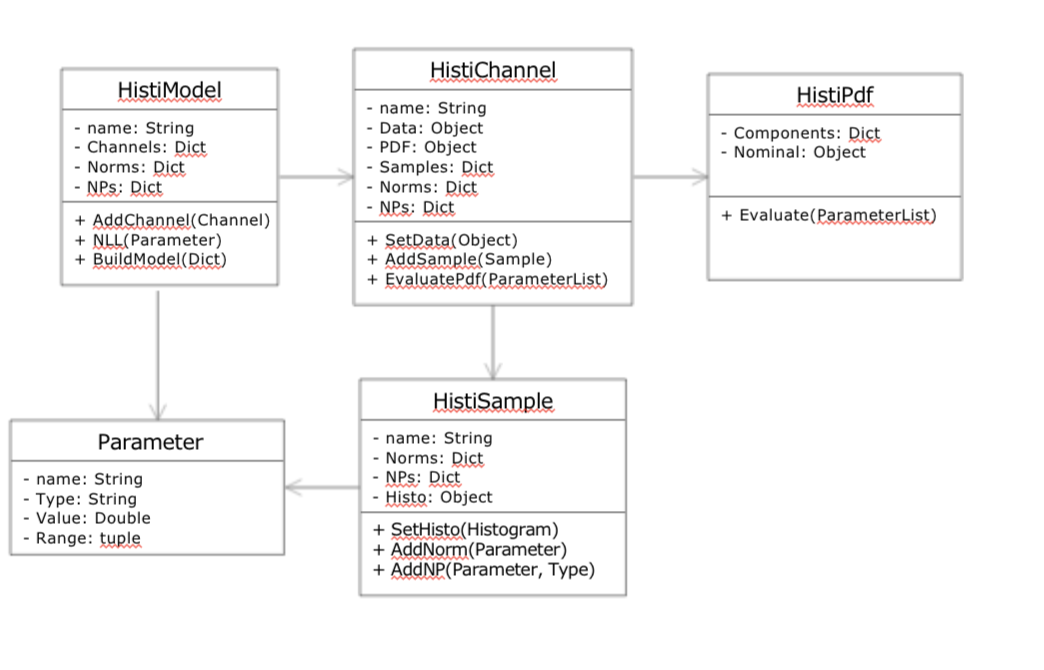 HistiModel
- name: String
- Channels: Dict
- Norms: Dict
- NPs: Dict
+ AddChannel(Channel)
+ NLL(Parameter)
+ BuildModel(Dict)
HistiChannel
- name: String
- Data: Object
- PDF: Object
- Samples: Dict
- Norms: Dict
- NPs: Dict
+ SetData(Object)
+ AddSample(Sample)
+ EvaluatePdf(ParameterList)
HistiPdf
- Components: Dict
- Nominal: Object
+ Evaluate(ParameterList)
Parameter
- name: String
- Type: String
- Value: Double
- Range: tuple
HistiSample
- name: String
- Norms: Dict
- NPs: Dict
- Histo: Object
+ SetHisto(Histogram)
+ AddNorm(Parameter)
+ AddNP(Parameter, Type)